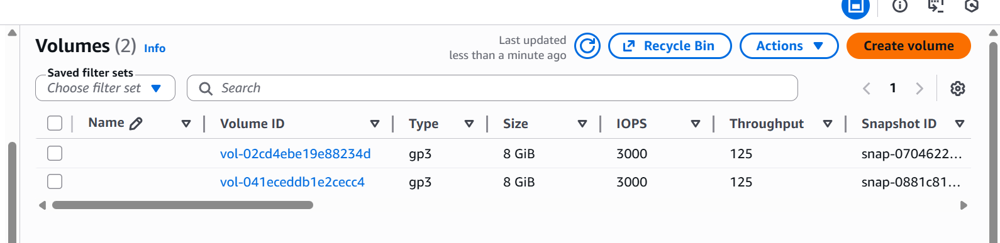 Volumes (2) Info
Last updated
less than a minute ago
Recycle Bin
Actions
Create volume
Saved filter sets
Choose filter set
Search
1
Name Volume ID Type Size IOPS Throughput Snapshot ID
vol-02cd4ebe19e88234d gp3 8 GiB 3000 125 snap-0704622...
vol-041eceddb1e2cecc4 gp3 8 GiB 3000 125 snap-0881c81...